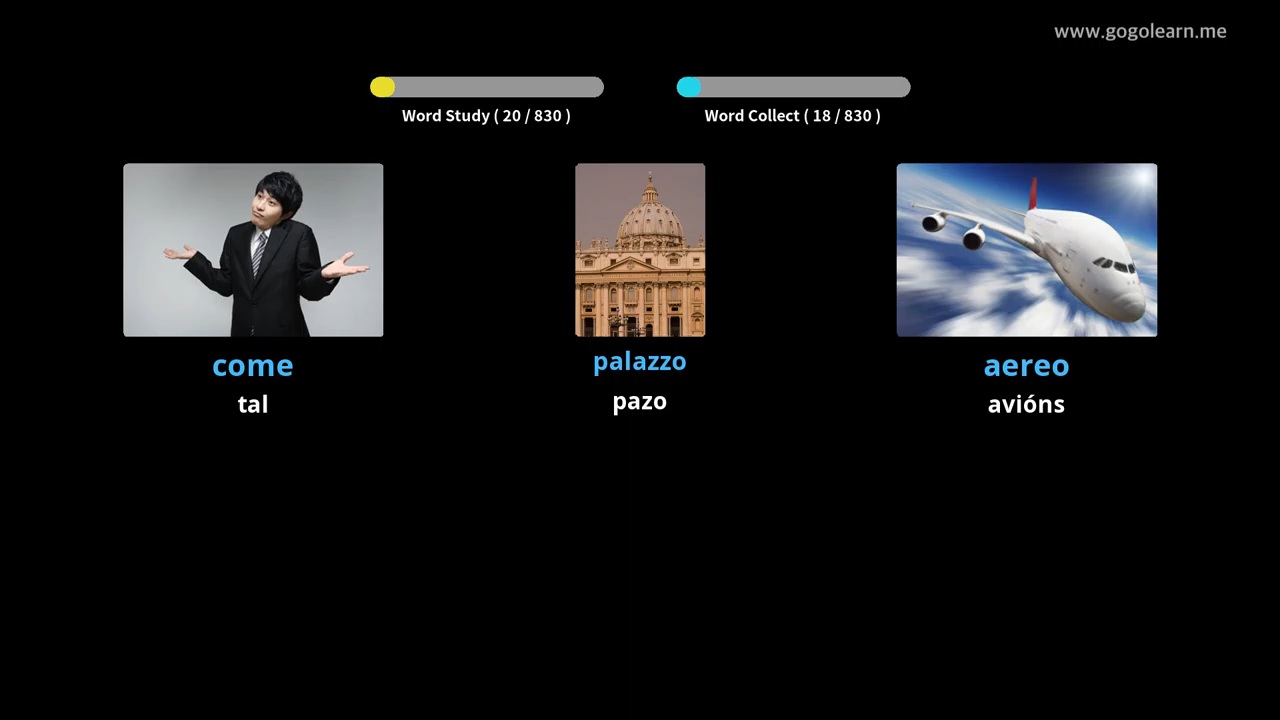 www.gogolearn.me
Word Study ( 20 / 830 )
Word Collect ( 18 / 830 )
come
palazzo
aereo
tal
pazo
avións